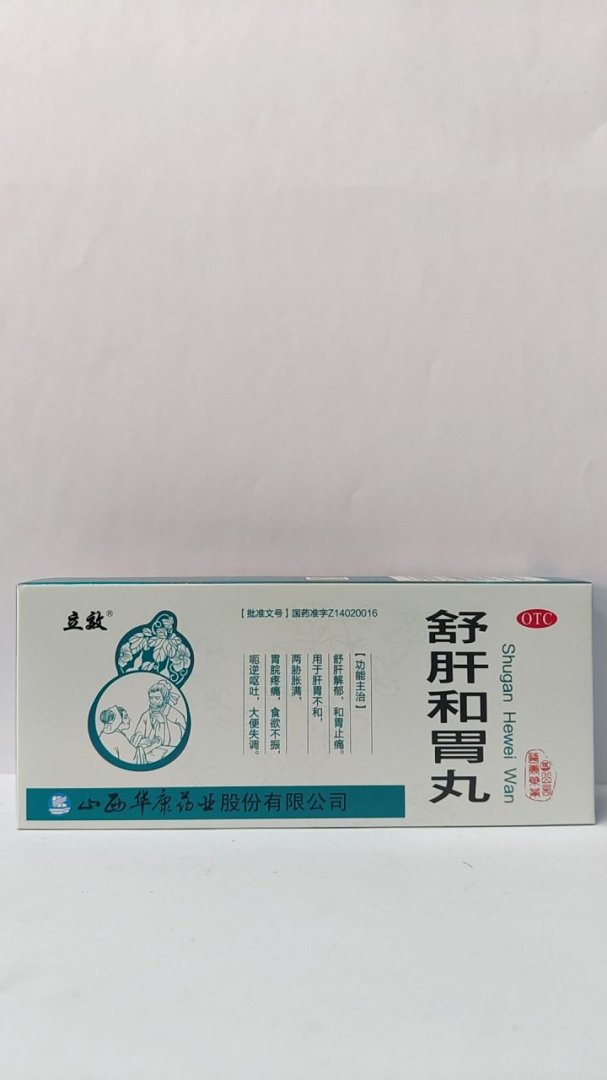 立效®
【批准文号】国药准字Z14020016
【功能主治】
舒肝解郁，和胃止痛。
用于肝胃不和，
两胁胀满，
胃脘疼痛，食欲不振，
呃逆呕吐，大便失调。
舒肝和胃丸
Shugan Hewei Wan
OTC
山西华康药业股份有限公司